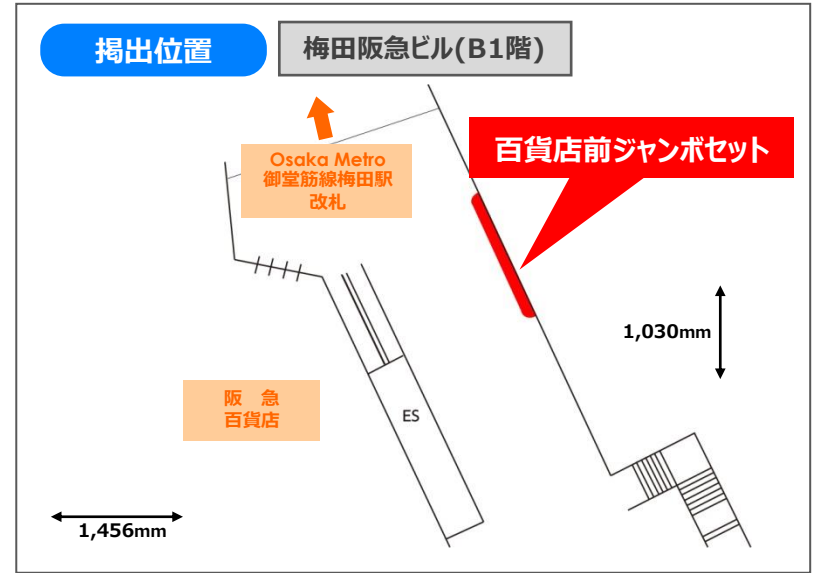 掲出位置
梅田阪急ビル(B1階)
百貨店前ジャンボセット
Osaka Metro
御堂筋線梅田駅
改札
1,030mm
阪 急
百貨店
ES
1,456mm